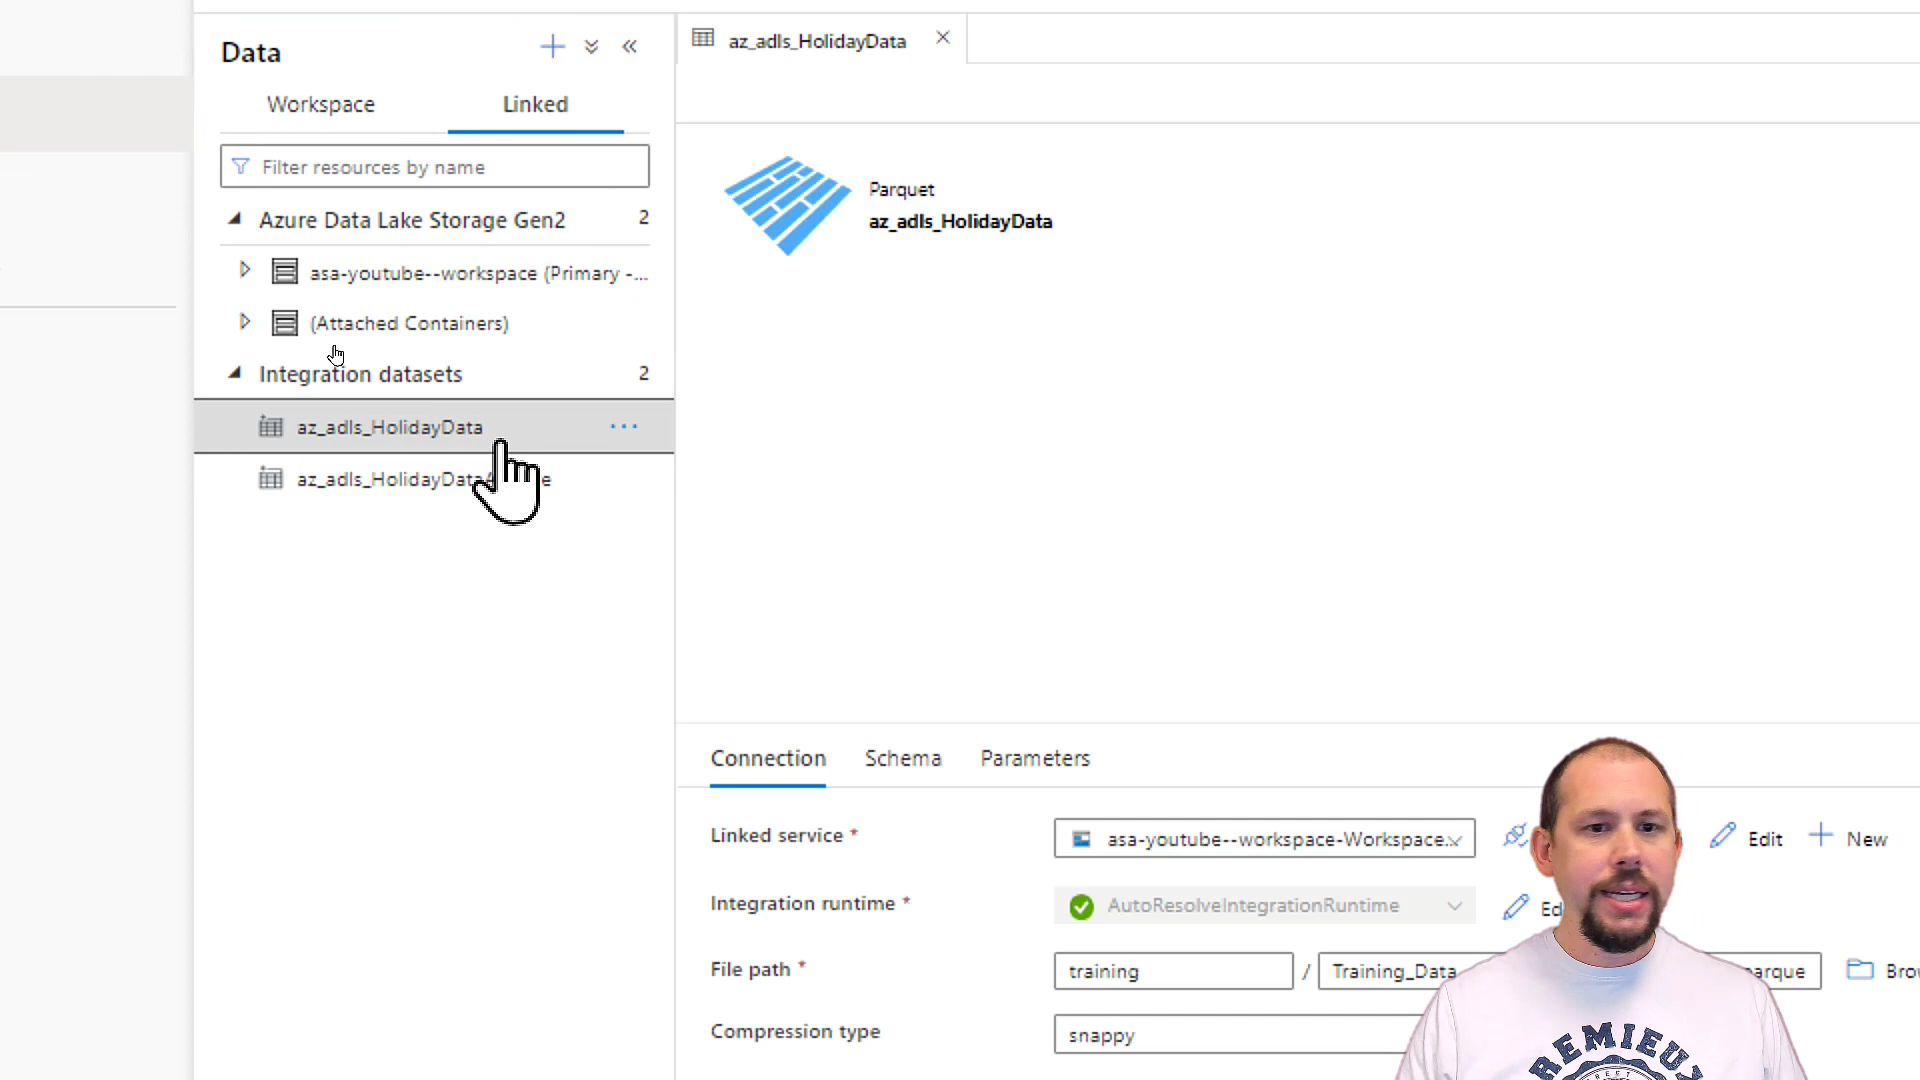 Data
Workspace
Linked
Filter resources by name
Azure Data Lake Storage Gen2 2
asa-youtube--workspace (Primary -...
(Attached Containers)
Integration datasets 2
az_adls_HolidayData ...
az_adls_HolidayData
az_adls_HolidayData
Parquet
az_adls_HolidayData
Connection
Schema
Parameters
Linked service * asa-youtube--workspace-Workspace... Edit New
Integration runtime * AutoResolveIntegrationRuntime
File path * training / Training_Data
Compression type snappy